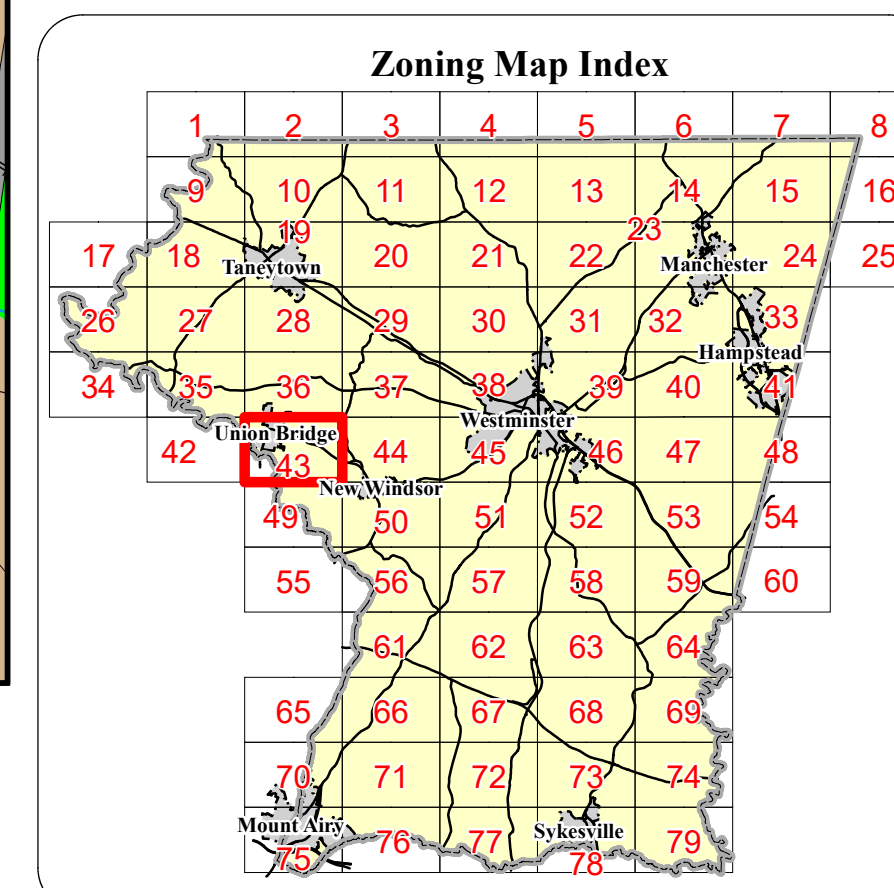 Zoning Map Index
1 2 3 4 5 6 7 8
9 10 11 12 13 14 15 16
17 18 19 20 21 22 23 24 25
Taneytown
Manchester
26 27 28 29 30 31 32 33
Hampstead
34 35 36 37 38 39 40 41
Westminster
Union Bridge
42 43 44 45 46 47 48
New Windsor
49 50 51 52 53 54
55 56 57 58 59 60
61 62 63 64
65 66 67 68 69
70 71 72 73 74
Mount Airy
Sykesville
75 76 77 78 79